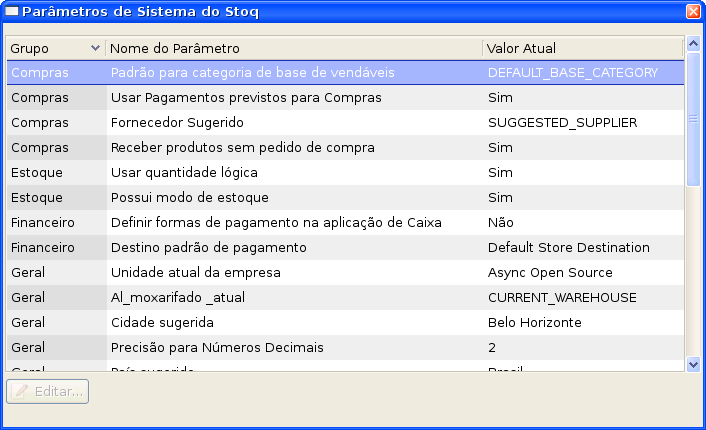 Parâmetros de Sistema do Stoq
Grupo Nome do Parâmetro Valor Atual
Compras Padrão para categoria de base de vendáveis DEFAULT_BASE_CATEGORY
Compras Usar Pagamentos previstos para Compras Sim
Compras Fornecedor Sugerido SUGGESTED_SUPPLIER
Compras Receber produtos sem pedido de compra Sim
Estoque Usar quantidade lógica Sim
Estoque Possui modo de estoque Sim
Financeiro Definir formas de pagamento na aplicação de Caixa Não
Financeiro Destino padrão de pagamento Default Store Destination
Geral Unidade atual da empresa Async Open Source
Geral Al_moxarifado _atual CURRENT_WAREHOUSE
Geral Cidade sugerida Belo Horizonte
Geral Precisão para Números Decimais 2
Geral País sugerido Brasil
Editar...